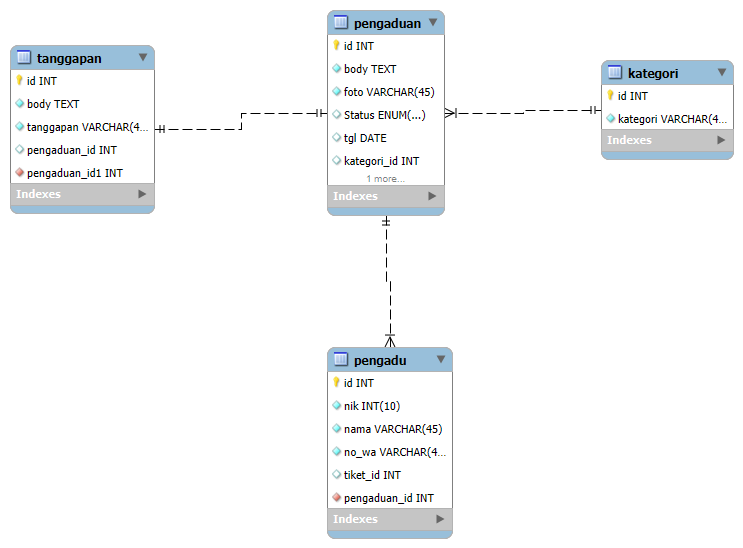 pengaduan
id INT
body TEXT
foto VARCHAR(45)
Status ENUM(...)
tgl DATE
kategori_id INT
1 more...
Indexes
tanggapan
id INT
body TEXT
tanggapan VARCHAR(4...
pengaduan_id INT
pengaduan_id1 INT
Indexes
kategori
id INT
kategori VARCHAR(4...
Indexes
pengadu
id INT
nik INT(10)
nama VARCHAR(45)
no_wa VARCHAR(4...
tiket_id INT
pengaduan_id INT
Indexes